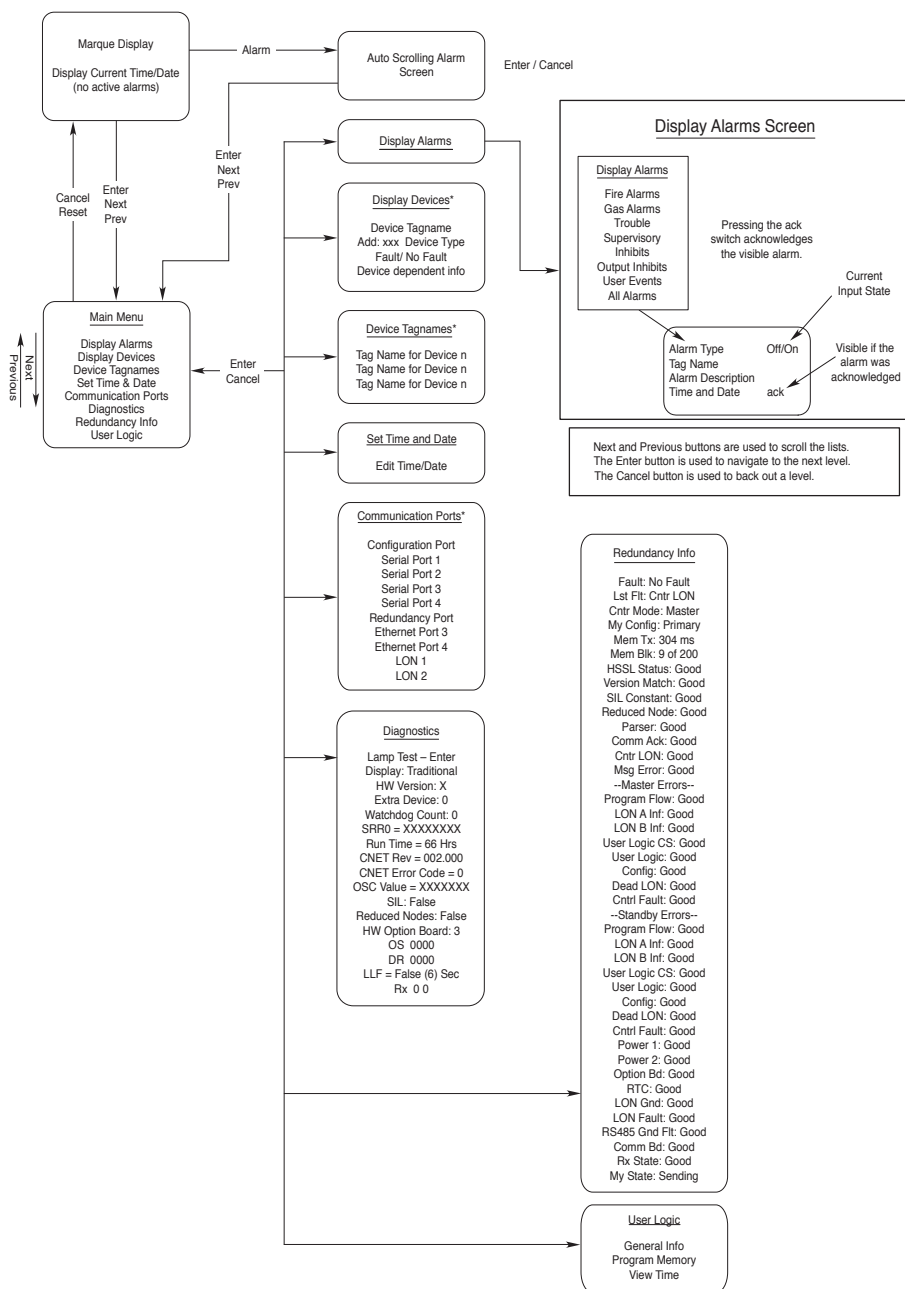 Marque Display
Display Current Time/Date
(no active alarms)
Alarm
Auto Scrolling Alarm
Screen
Enter / Cancel
Cancel
Reset
Enter
Next
Prev
Enter
Next
Prev
Main Menu
Display Alarms
Display Devices
Device Tagnames
Set Time & Date
Communication Ports
Diagnostics
Redundancy Info
User Logic
Next
Previous
Enter
Cancel
Display Alarms
Display Devices*
Device Tagname
Add: xxx Device Type
Fault/ No Fault
Device dependent info
Device Tagnames*
Tag Name for Device n
Tag Name for Device n
Tag Name for Device n
Set Time and Date
Edit Time/Date
Communication Ports*
Configuration Port
Serial Port 1
Serial Port 2
Serial Port 3
Serial Port 4
Redundancy Port
Ethernet Port 3
Ethernet Port 4
LON 1
LON 2
Diagnostics
Lamp Test – Enter
Display: Traditional
HW Version: X
Extra Device: 0
Watchdog Count: 0
SRR0 = XXXXXXXX
Run Time = 66 Hrs
CNET Rev = 002.000
CNET Error Code = 0
OSC Value = XXXXXXX
SIL: False
Reduced Nodes: False
HW Option Board: 3
OS 0000
DR 0000
LLF = False (6) Sec
Rx 0 0
Display Alarms Screen
Display Alarms
Fire Alarms
Gas Alarms
Trouble
Supervisory
Inhibits
Output Inhibits
User Events
All Alarms
Pressing the ack
switch acknowledges
the visible alarm.
Current
Input State
Alarm Type Off/On
Tag Name
Alarm Description
Time and Date ack
Visible if the
alarm was
acknowledged
Next and Previous buttons are used to scroll the lists.
The Enter button is used to navigate to the next level.
The Cancel button is used to back out a level.
Redundancy Info
Fault: No Fault
Lst Flt: Cntr LON
Cntr Mode: Master
My Config: Primary
Mem Tx: 304 ms
Mem Blk: 9 of 200
HSSL Status: Good
Version Match: Good
SIL Constant: Good
Reduced Node: Good
Parser: Good
Comm Ack: Good
Cntr LON: Good
Msg Error: Good
--Master Errors--
Program Flow: Good
LON A Inf: Good
LON B Inf: Good
User Logic CS: Good
User Logic: Good
Config: Good
Dead LON: Good
Cntrl Fault: Good
--Standby Errors--
Program Flow: Good
LON A Inf: Good
LON B Inf: Good
User Logic CS: Good
User Logic: Good
Config: Good
Dead LON: Good
Cntrl Fault: Good
Power 1: Good
Power 2: Good
Option Bd: Good
RTC: Good
LON Gnd: Good
LON Fault: Good
RS485 Gnd Flt: Good
Comm Bd: Good
Rx State: Good
My State: Sending
User Logic
General Info
Program Memory
View Time